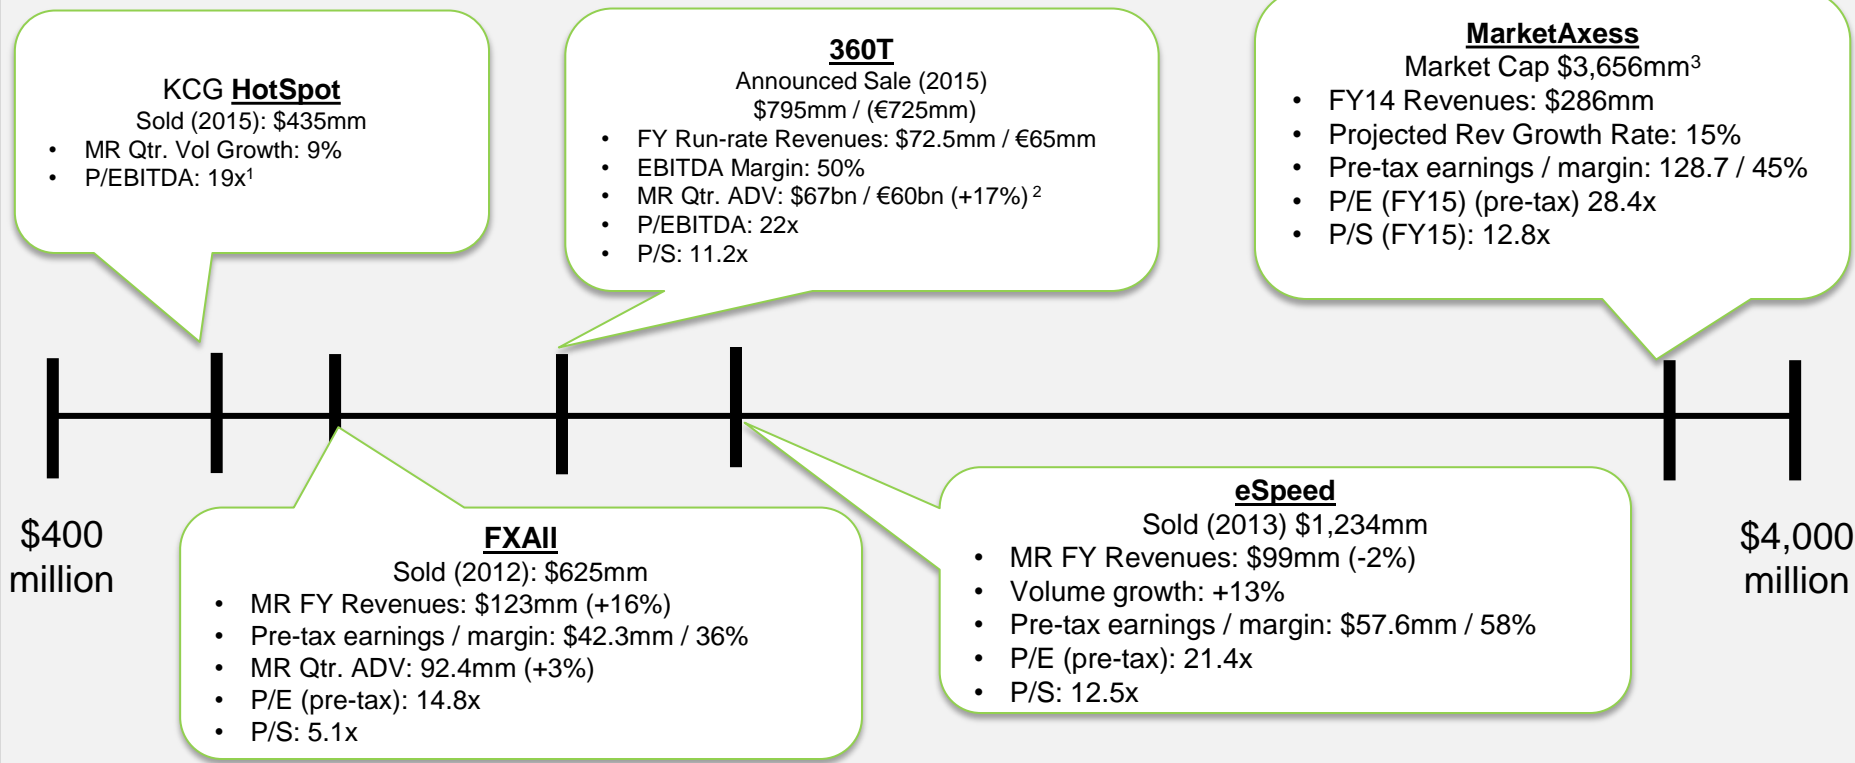 KCG HotSpot
Sold (2015): $435mm
• MR Qtr. Vol Growth: 9%
• P/EBITDA: 19x¹
360T
Announced Sale (2015)
$795mm / (€725mm)
• FY Run-rate Revenues: $72.5mm / €65mm
• EBITDA Margin: 50%
• MR Qtr. ADV: $67bn / €60bn (+17%) ²
• P/EBITDA: 22x
• P/S: 11.2x
MarketAxess
Market Cap $3,656mm³
• FY14 Revenues: $286mm
• Projected Rev Growth Rate: 15%
• Pre-tax earnings / margin: 128.7 / 45%
• P/E (FY15) (pre-tax) 28.4x
• P/S (FY15): 12.8x
$400
million
FXAll
Sold (2012): $625mm
• MR FY Revenues: $123mm (+16%)
• Pre-tax earnings / margin: $42.3mm / 36%
• MR Qtr. ADV: 92.4mm (+3%)
• P/E (pre-tax): 14.8x
• P/S: 5.1x
eSpeed
Sold (2013) $1,234mm
• MR FY Revenues: $99mm (-2%)
• Volume growth: +13%
• Pre-tax earnings / margin: $57.6mm / 58%
• P/E (pre-tax): 21.4x
• P/S: 12.5x
$4,000
million